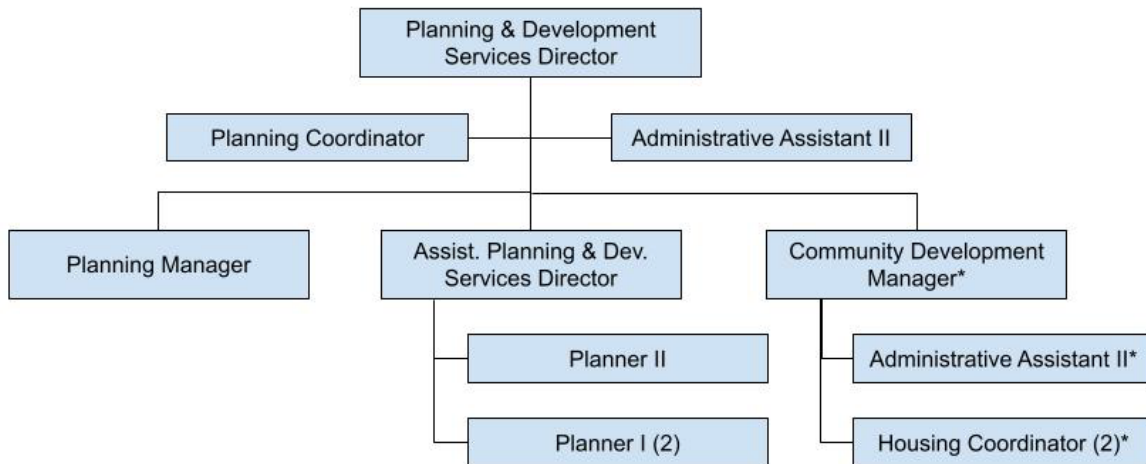 Planning & Development
Services Director
Planning Coordinator
Administrative Assistant II
Planning Manager
Assist. Planning & Dev.
Services Director
Community Development
Manager*
Planner II
Administrative Assistant II*
Planner I (2)
Housing Coordinator (2)*